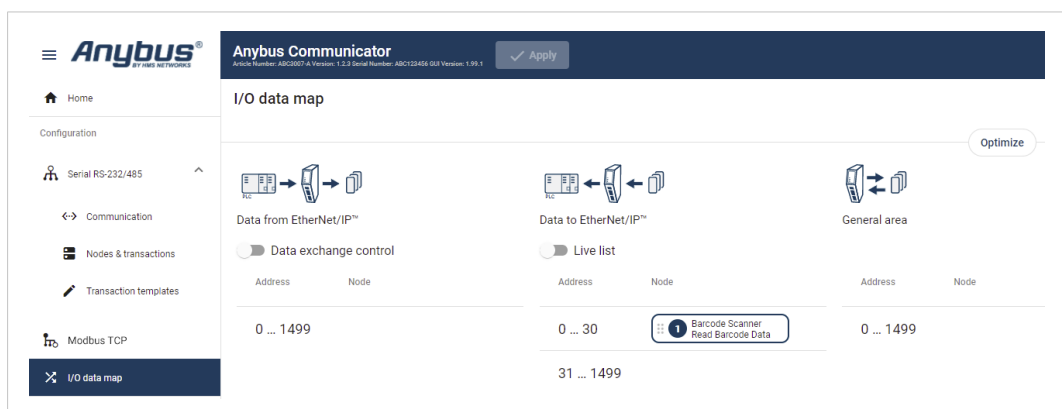 Anybus®
BY HMS NETWORKS
Anybus Communicator
Article Number: ABC3007-A Version: 1.2.3 Serial Number: ABC123456 GUI Version: 1.99.1
Apply
Home
Configuration
Serial RS-232/485
Communication
Nodes & transactions
Transaction templates
Modbus TCP
I/O data map
I/O data map
Optimize
PLC
Data from EtherNet/IP™
Data exchange control
Address Node
0 ... 1499
PLC
Data to EtherNet/IP™
Live list
Address Node
0 ... 30
1
Barcode Scanner
Read Barcode Data
31 ... 1499
General area
Address Node
0 ... 1499